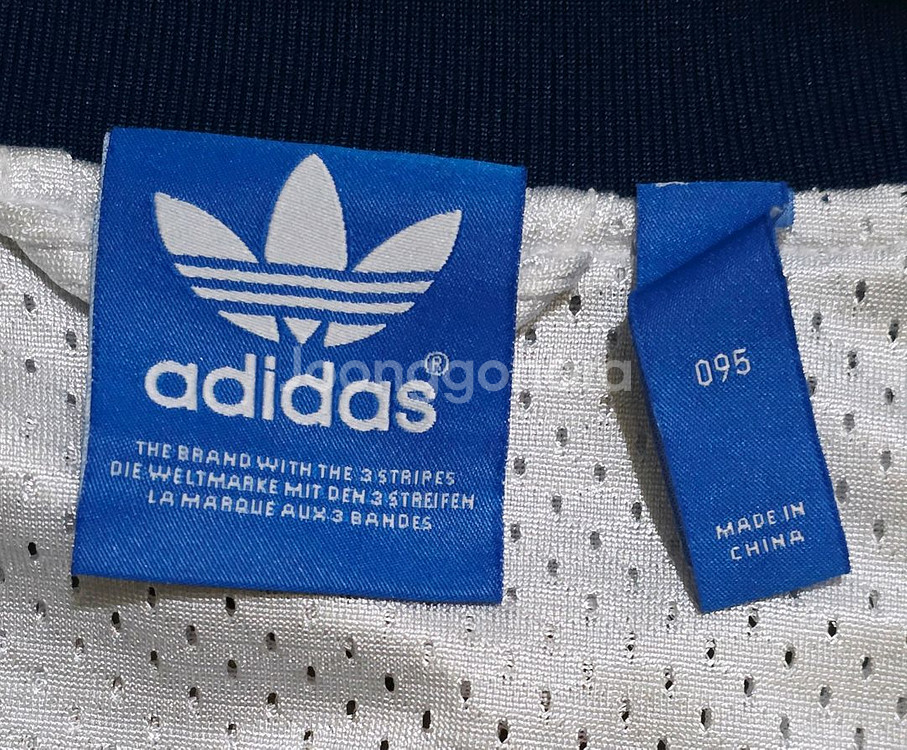 adidas®
THE BRAND WITH THE 3 STRIPES
DIE WELTMARKE MIT DEN 3 STREIFEN
LA MARQUE AUX 3 BANDES
095
MADE IN
CHINA